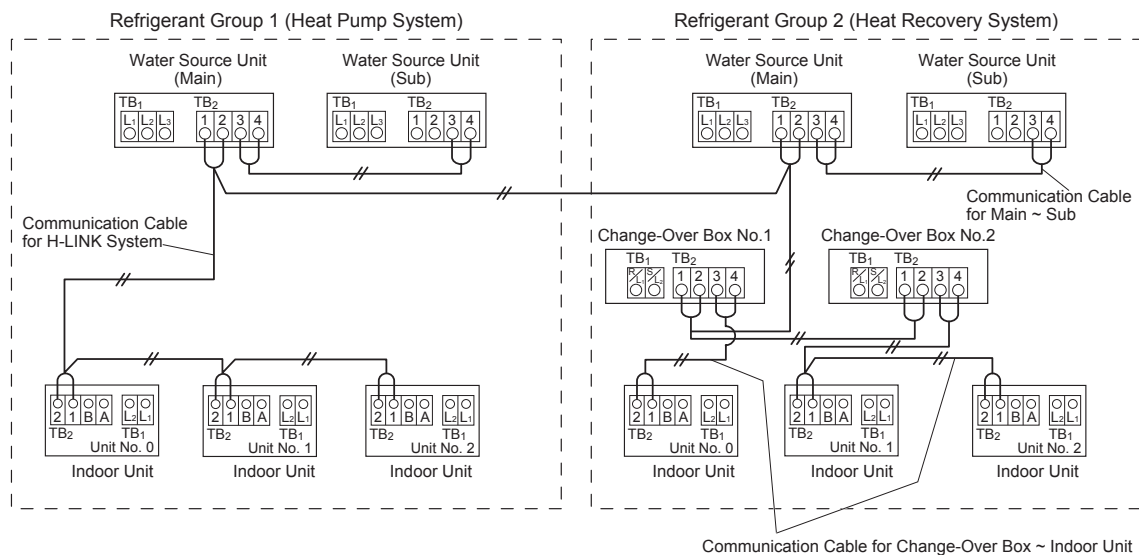 Refrigerant Group 1 (Heat Pump System)
Water Source Unit
(Main)
TB1 TB2
L1 L2 L3 1 2 3 4
Water Source Unit
(Sub)
TB1 TB2
L1 L2 L3 1 2 3 4
Communication Cable
for H-LINK System
2 1 B A L2 L1
TB2 TB1
Unit No. 0
Indoor Unit
2 1 B A L2 L1
TB2 TB1
Unit No. 1
Indoor Unit
2 1 B A L2 L1
TB2 TB1
Unit No. 2
Indoor Unit
Refrigerant Group 2 (Heat Recovery System)
Water Source Unit
(Main)
TB1 TB2
L1 L2 L3 1 2 3 4
Water Source Unit
(Sub)
TB1 TB2
L1 L2 L3 1 2 3 4
Communication Cable
for Main ~ Sub
Change-Over Box No.1
TB1 TB2
R/L1 S/L2 1 2 3 4
Change-Over Box No.2
TB1 TB2
R/L1 S/L2 1 2 3 4
2 1 B A L2 L1
TB2 TB1
Unit No. 0
Indoor Unit
2 1 B A L2 L1
TB2 TB1
Unit No. 1
Indoor Unit
2 1 B A L2 L1
TB2 TB1
Unit No. 2
Indoor Unit
Communication Cable for Change-Over Box ~ Indoor Unit